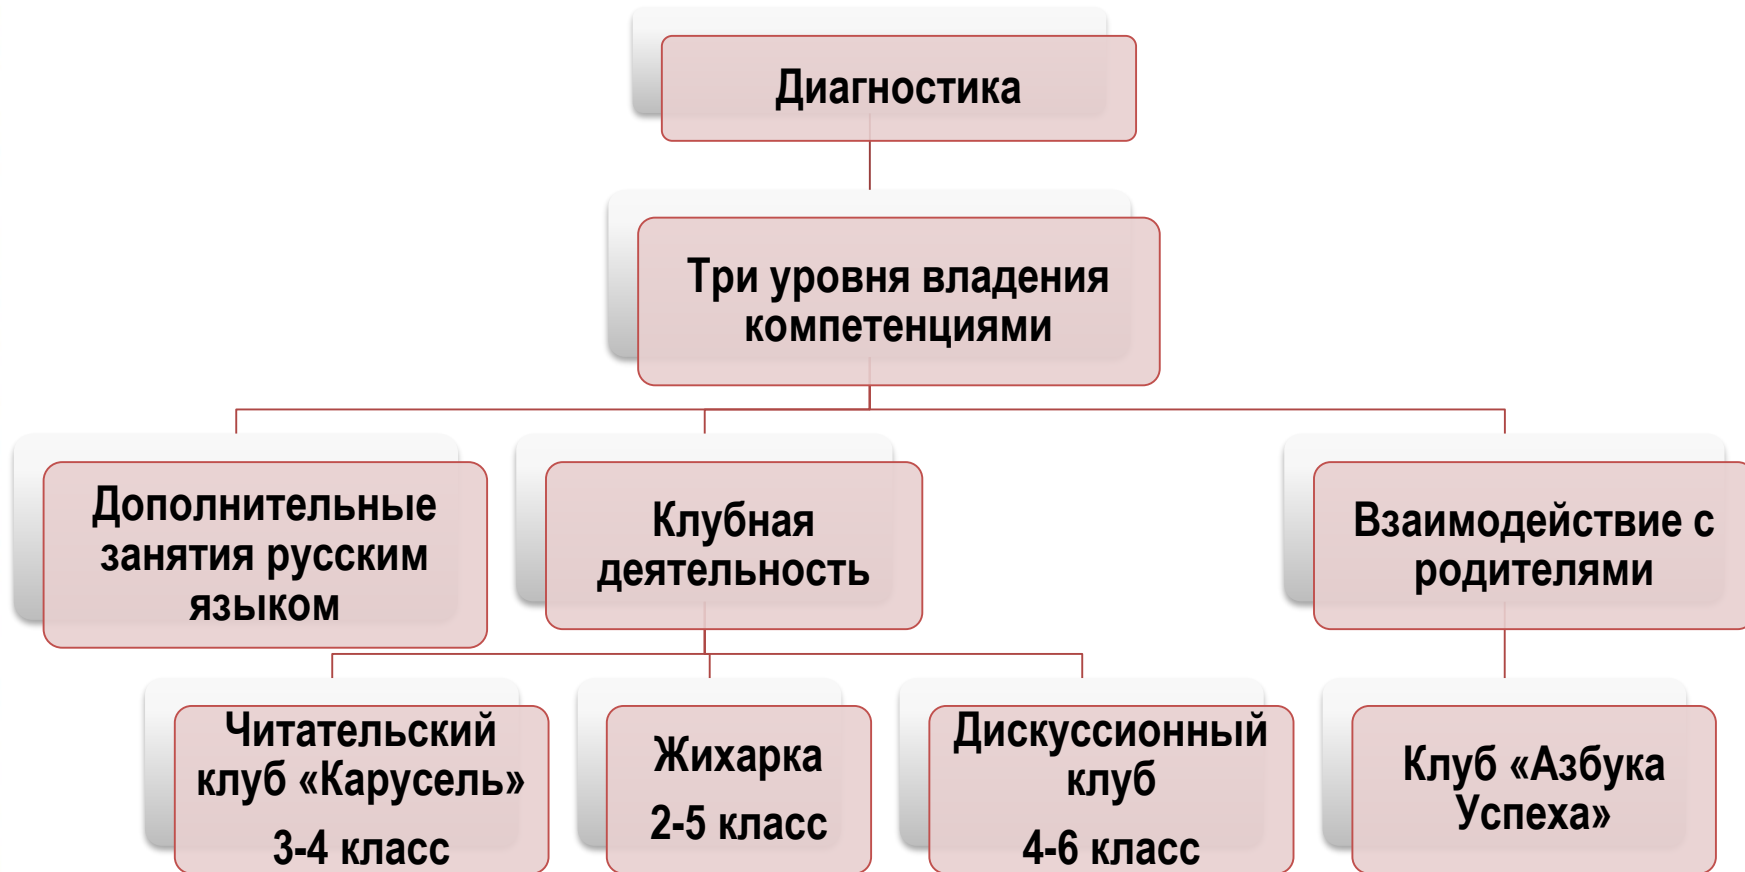 Диагностика
Три уровня владения
компетенциями
Дополнительные
занятия русским
языком
Клубная
деятельность
Взаимодействие с
родителями
Читательский
клуб «Карусель»
3-4 класс
Жихарка
2-5 класс
Дискуссионный
клуб
4-6 класс
Клуб «Азбука
Успеха»